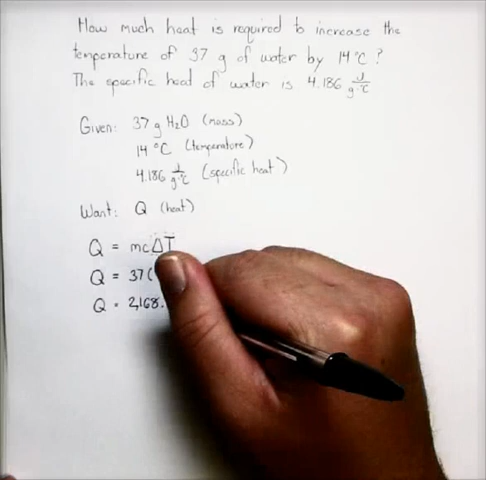 How much heat is required to increase the
temperature of 37 g of water by 14°C?
The specific heat of water is 4.186 J/g·°C
Given: 37 g H₂O (mass)
14 °C (temperature)
4.186 J/g·°C (specific heat)
Want: Q (heat)
Q = mcΔT
Q = 37(
Q = 2,168.